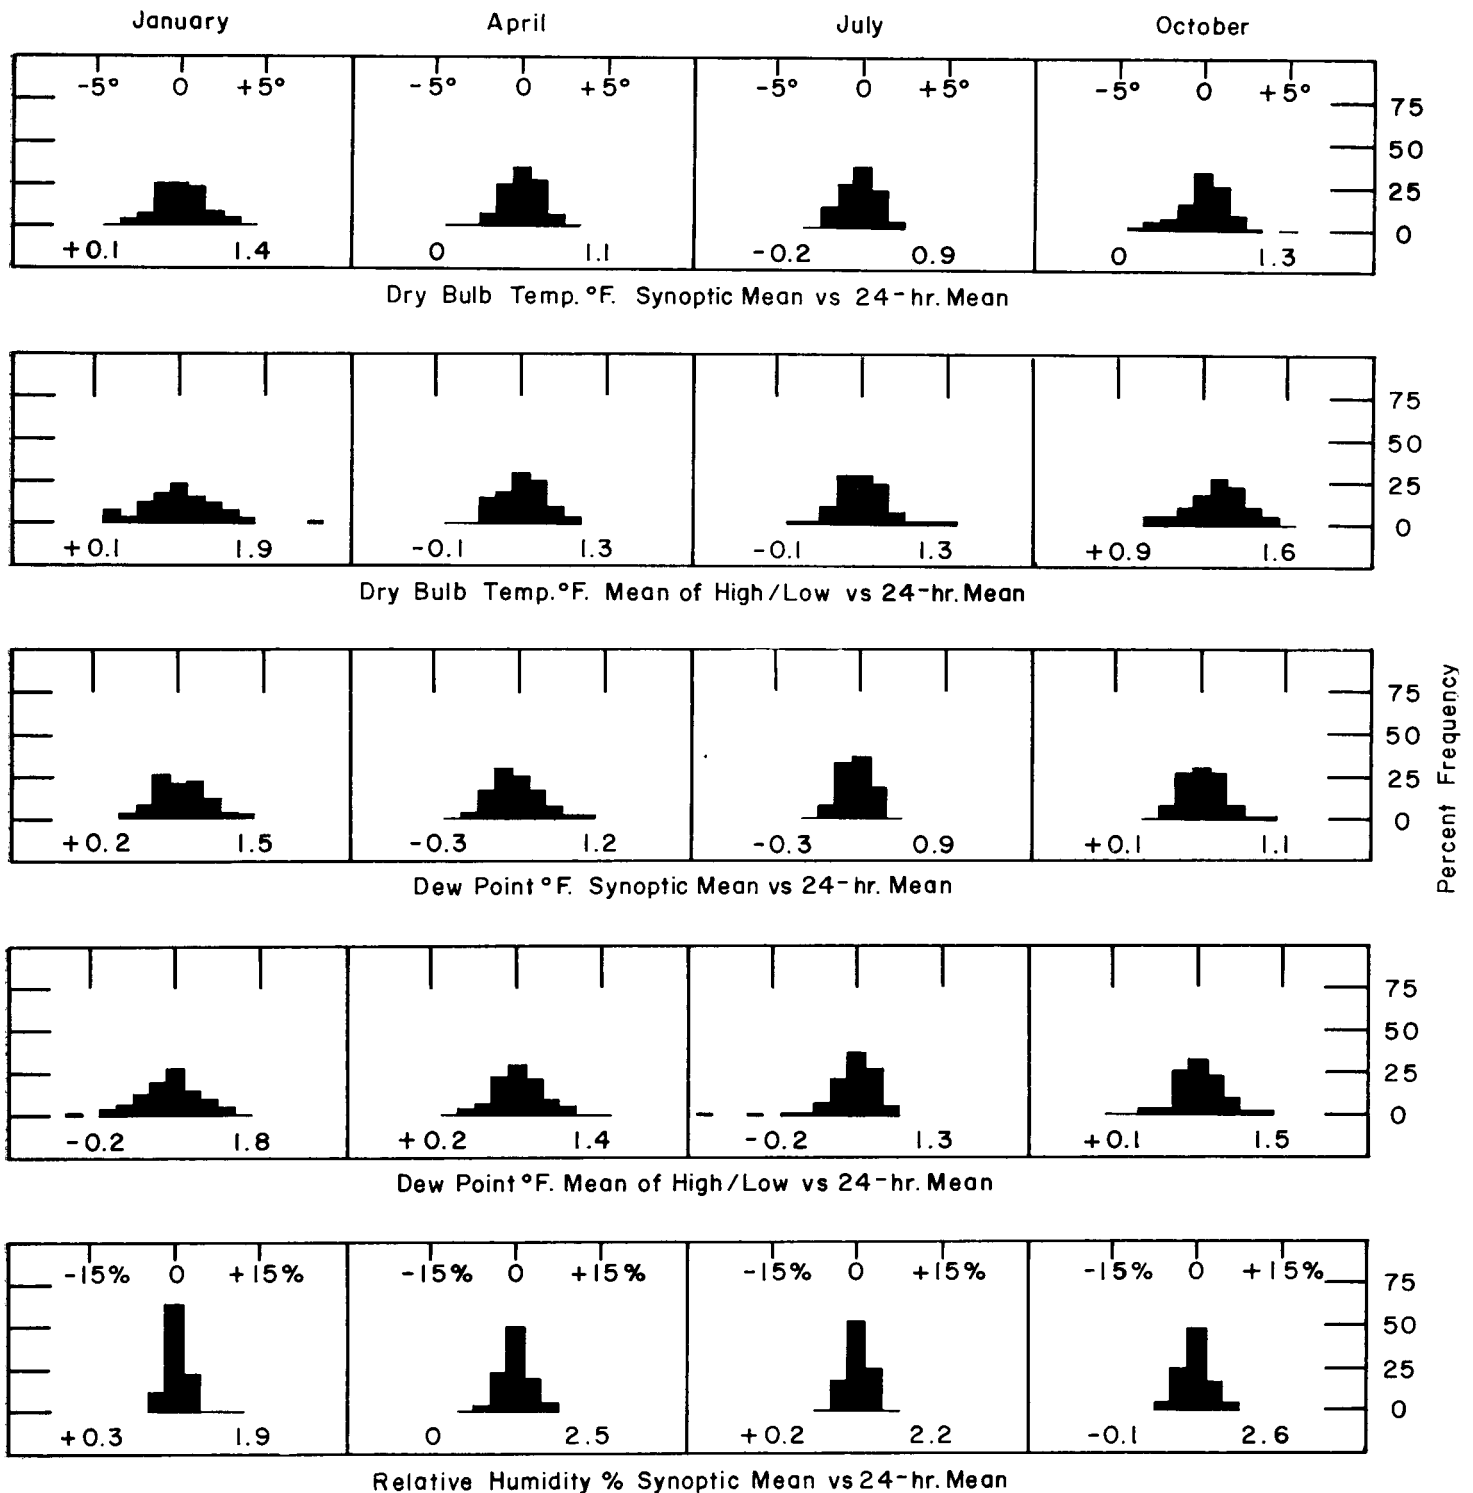 January April July October
-5° 0 +5° -5° 0 +5° -5° 0 +5° -5° 0 +5°
75
50
25
0
+0.1 1.4 0 1.1 -0.2 0.9 0 1.3
Dry Bulb Temp. °F. Synoptic Mean vs 24-hr. Mean
75
50
25
0
+0.1 1.9 -0.1 1.3 -0.1 1.3 +0.9 1.6
Dry Bulb Temp. °F. Mean of High/Low vs 24-hr. Mean
75
50
25
0
+0.2 1.5 -0.3 1.2 -0.3 0.9 +0.1 1.1
Dew Point °F. Synoptic Mean vs 24-hr. Mean
Percent Frequency
75
50
25
0
-0.2 1.8 +0.2 1.4 -0.2 1.3 +0.1 1.5
Dew Point °F. Mean of High/Low vs 24-hr. Mean
-15% 0 +15% -15% 0 +15% -15% 0 +15% -15% 0 +15%
75
50
25
0
+0.3 1.9 0 2.5 +0.2 2.2 -0.1 2.6
Relative Humidity % Synoptic Mean vs 24-hr. Mean